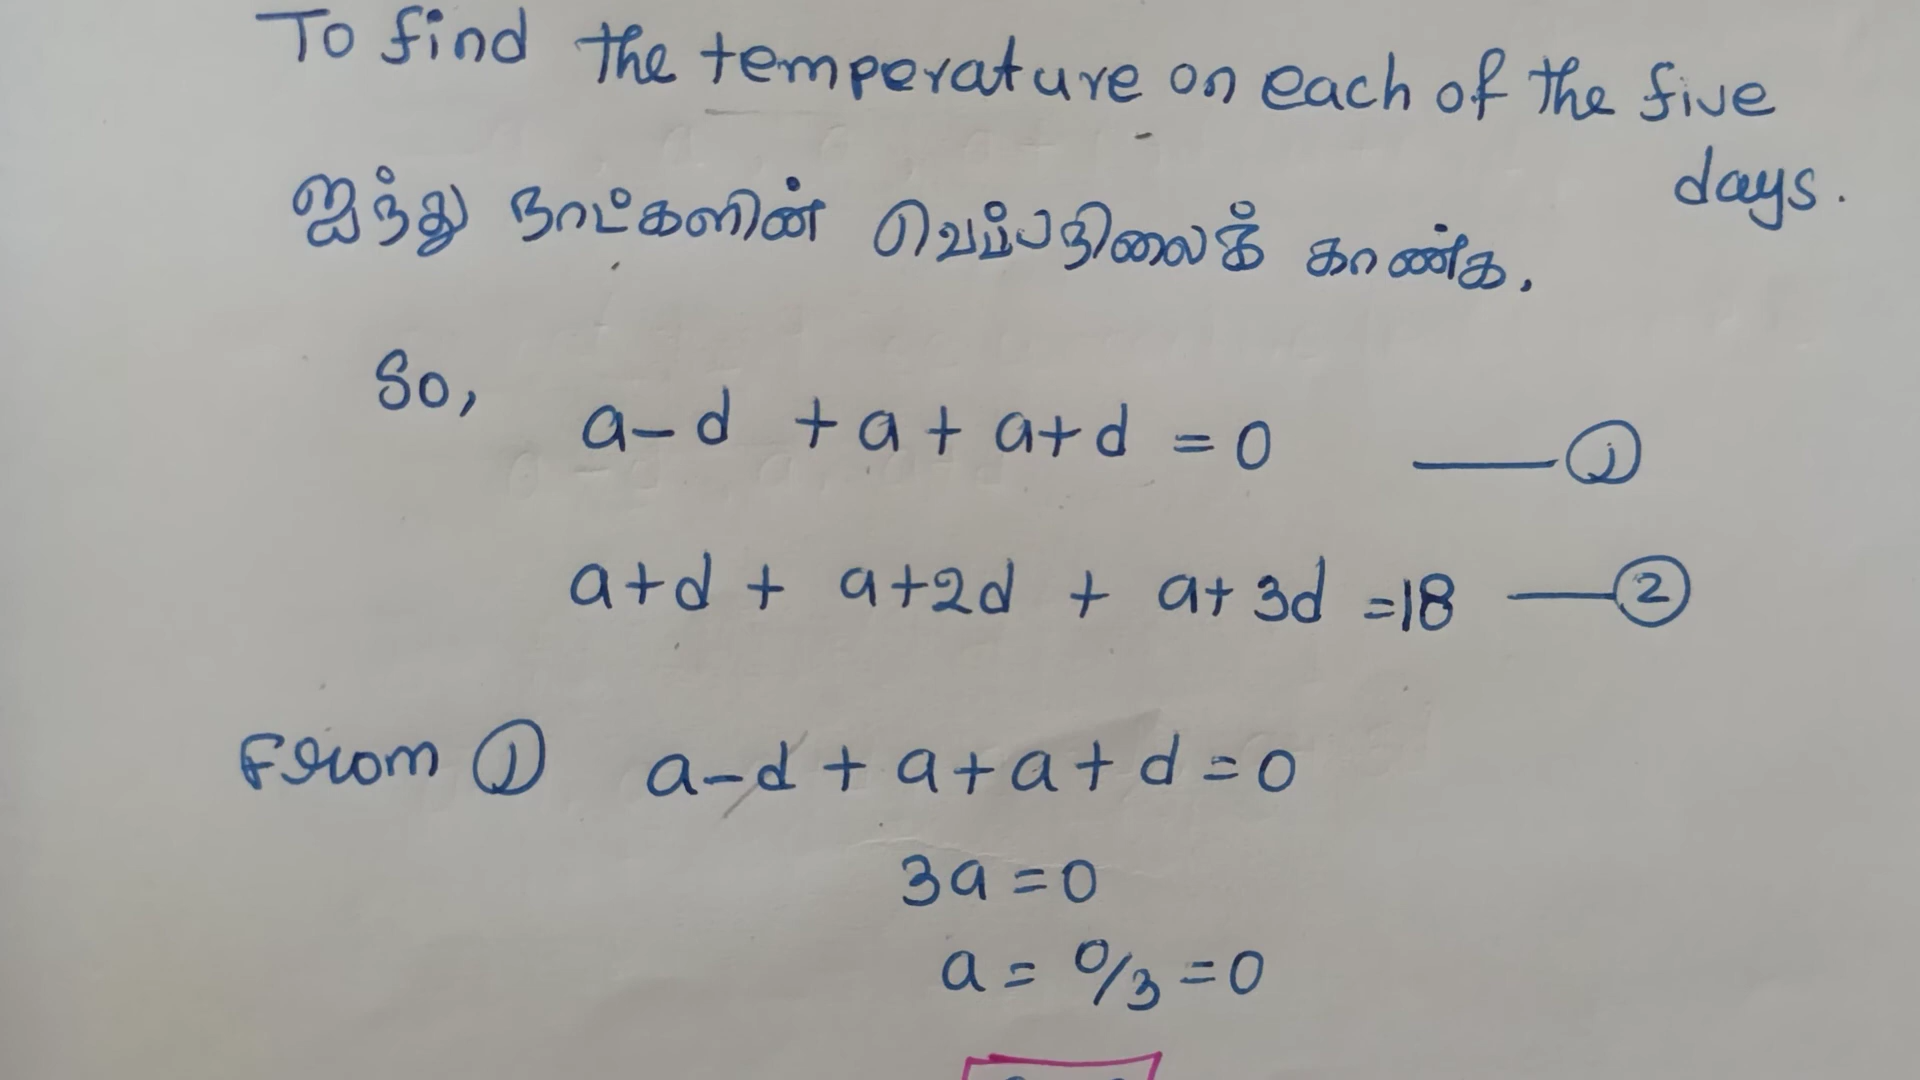 To find the temperature on each of the five
days.
ஐந்து நாட்களின் வெப்பநிலைக் காண்க.
So, a-d + a + a+d = 0 —— ①
a+d + a+2d + a+3d = 18 —— ②
From ① a-d + a + a + d = 0
3a = 0
a = 0/3 = 0